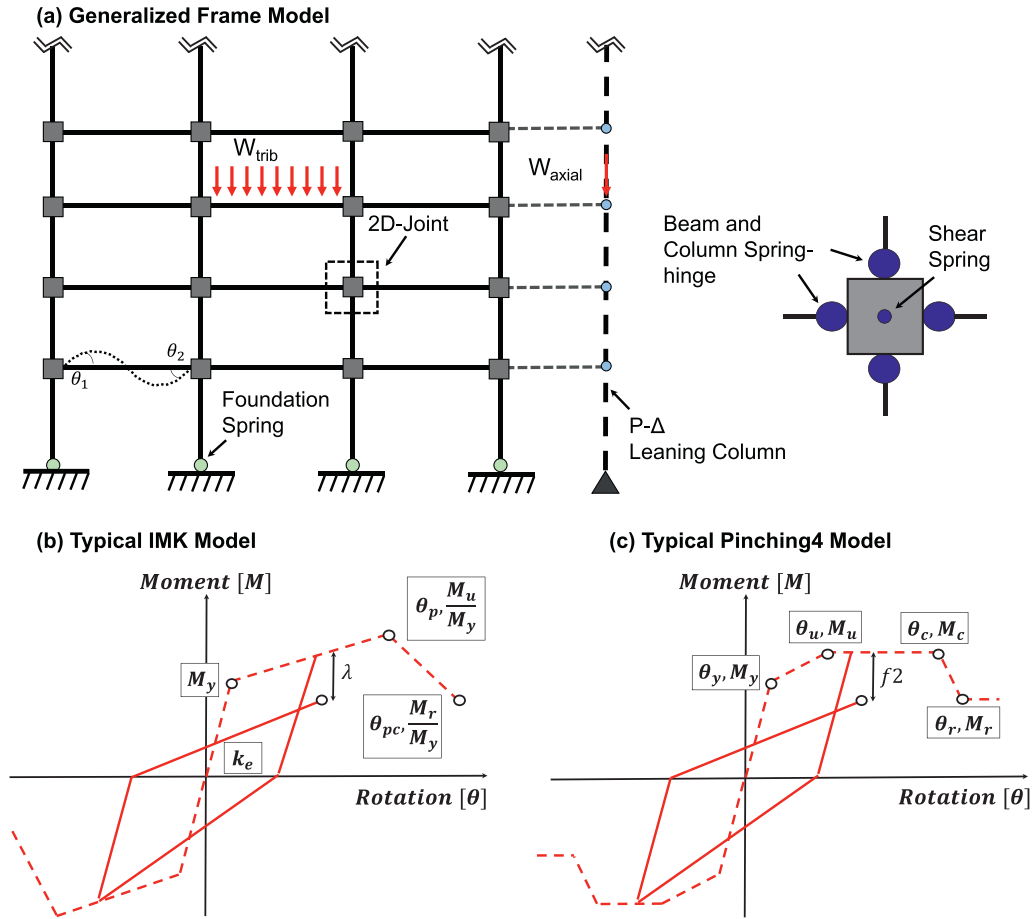 (a) Generalized Frame Model
W_trib
W_axial
2D-Joint
Beam and
Column Spring-
hinge
Shear
Spring
θ_1
θ_2
Foundation
Spring
P-Δ
Leaning Column
(b) Typical IMK Model
Moment [M]
θ_p, M_u/M_y
M_y
λ
θ_pc, M_r/M_y
k_e
Rotation [θ]
(c) Typical Pinching4 Model
Moment [M]
θ_u, M_u
θ_c, M_c
θ_y, M_y
f2
θ_r, M_r
Rotation [θ]